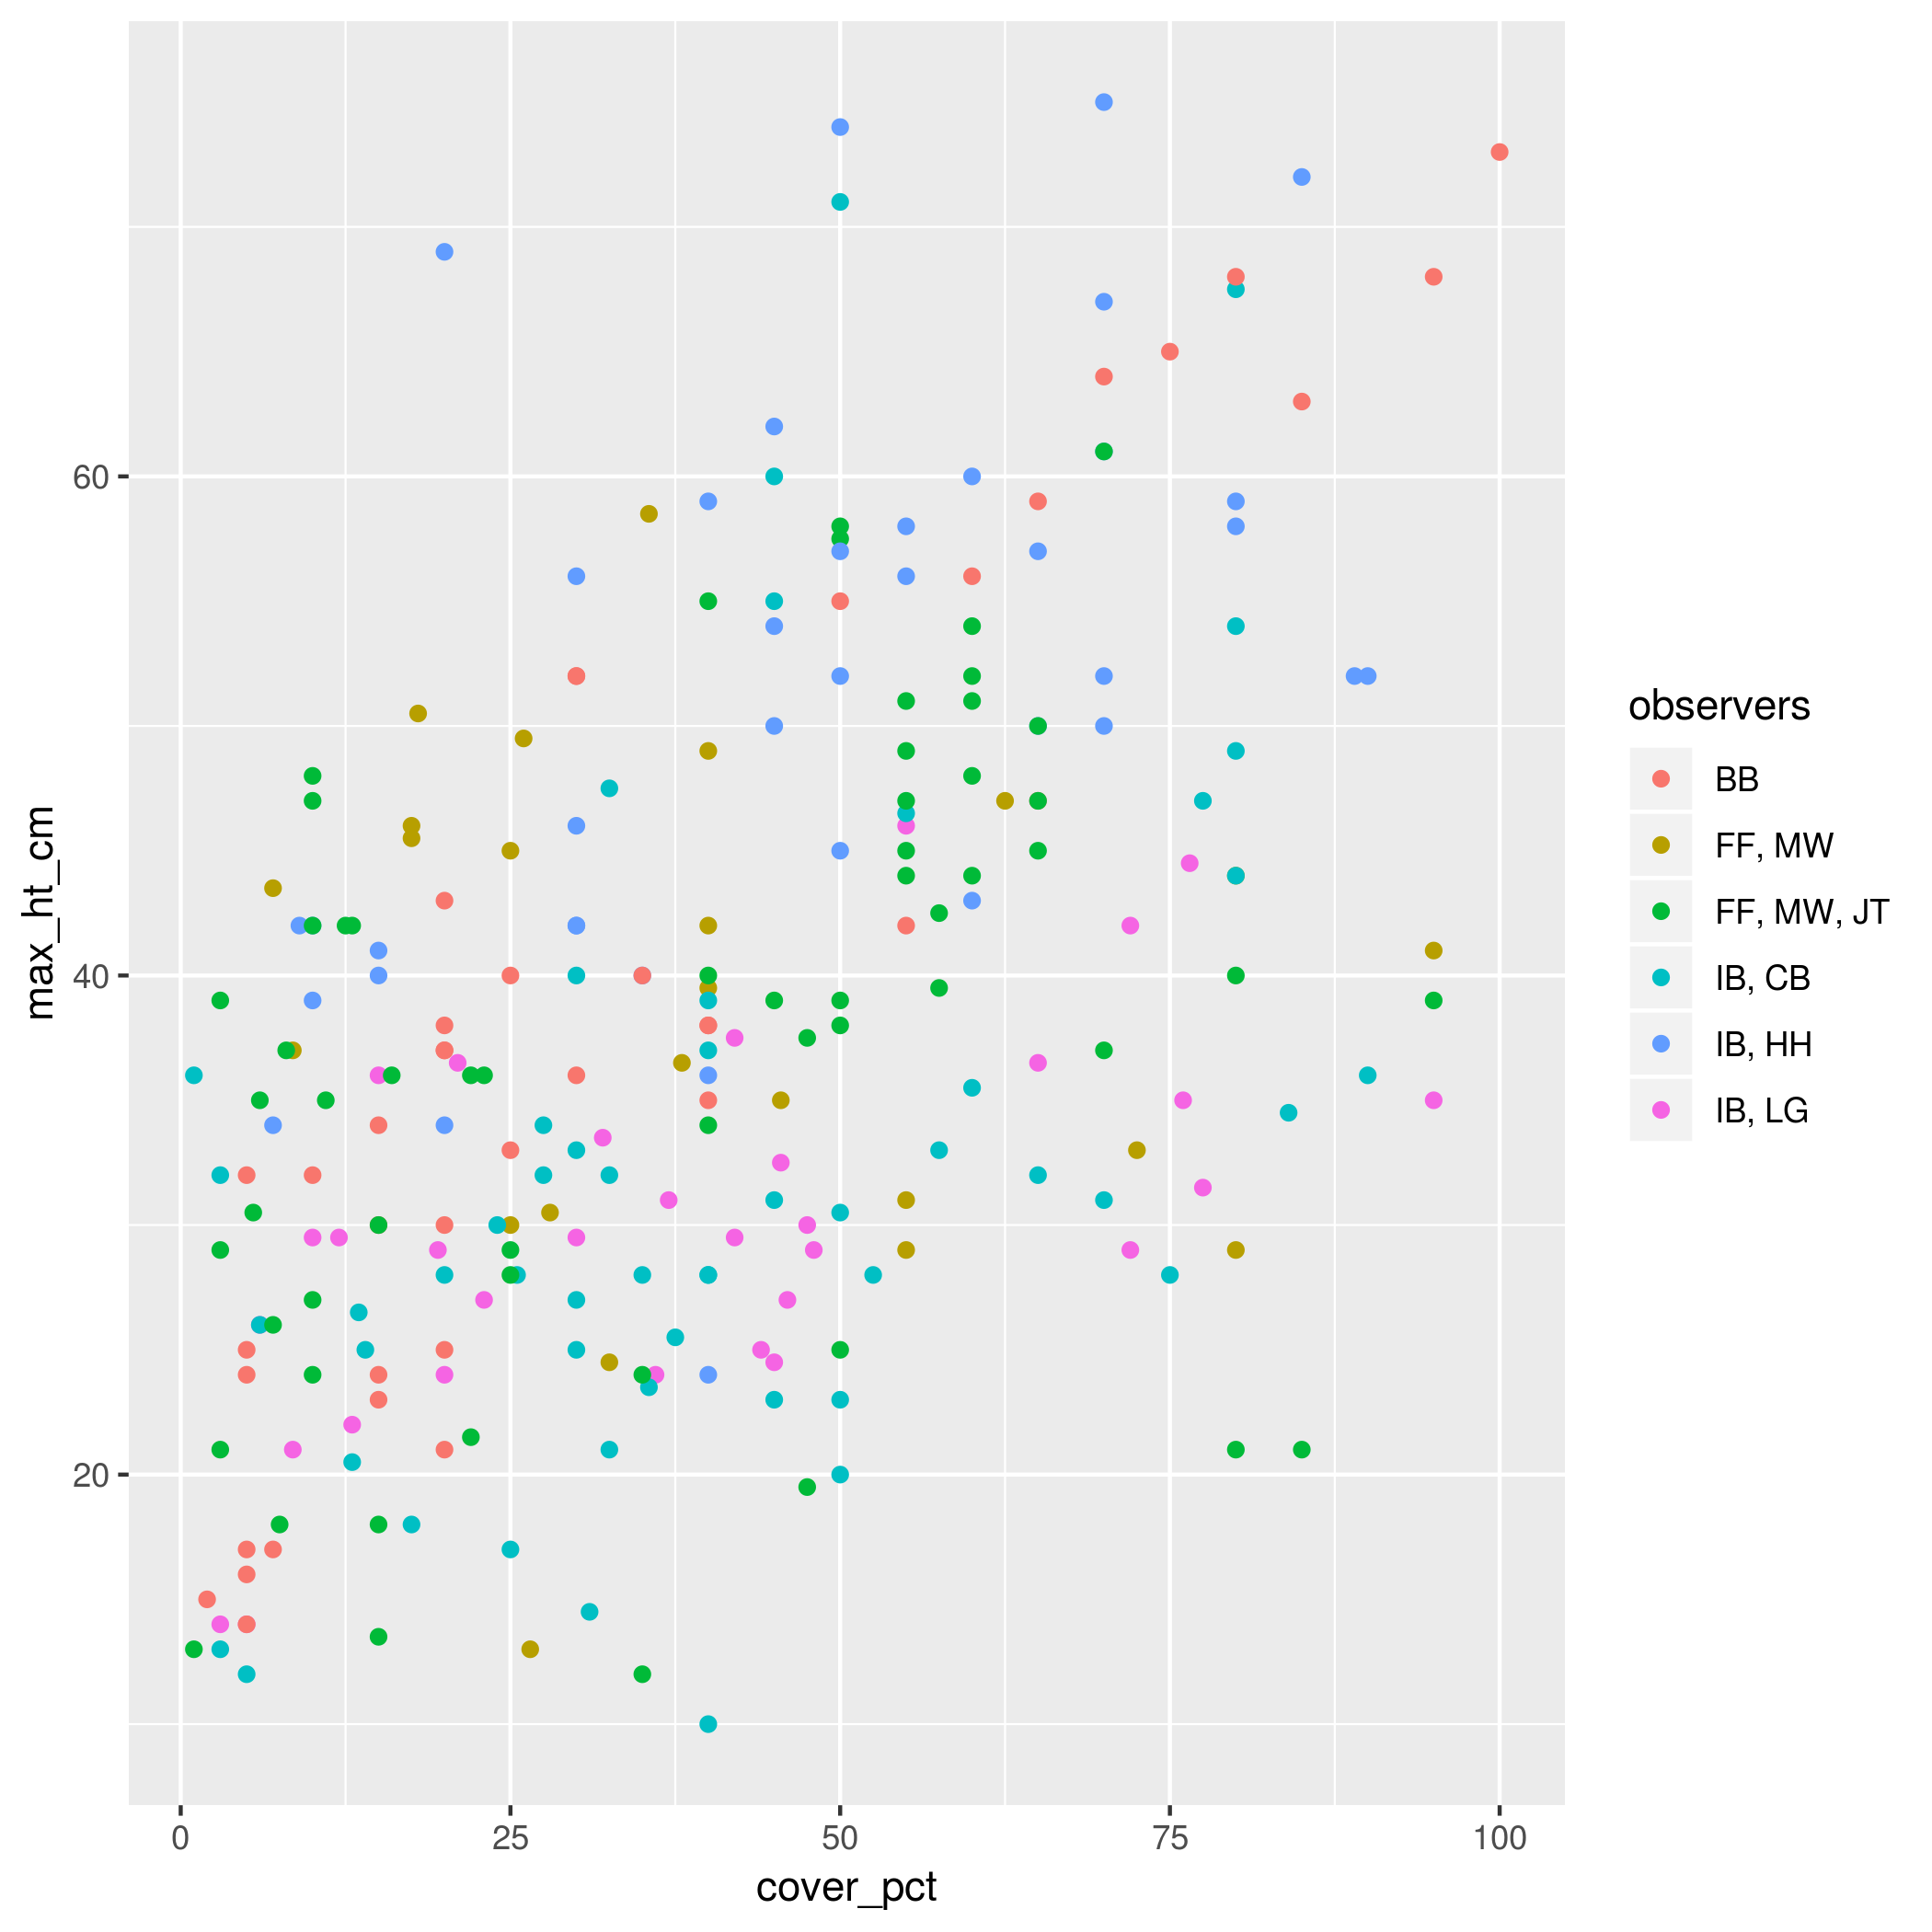 max_ht_cm
60
40
20
0 25 50 75 100
cover_pct
observers
BB
FF, MW
FF, MW, JT
IB, CB
IB, HH
IB, LG